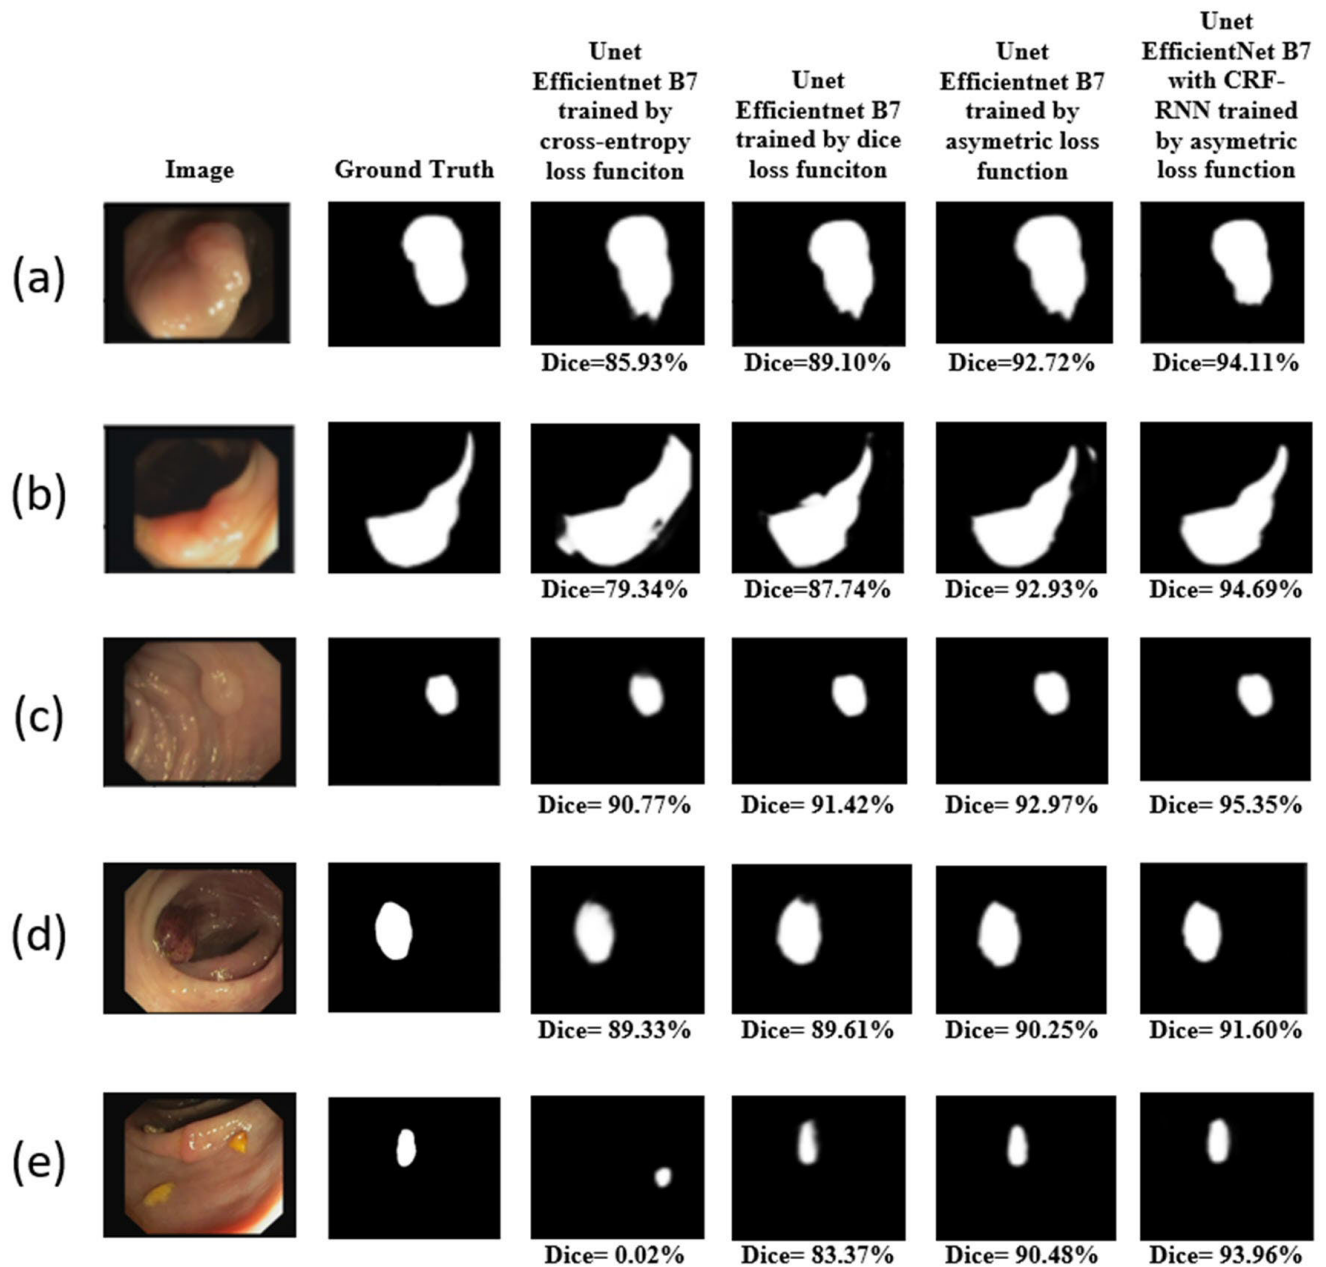 Image
Ground Truth
Unet
Efficientnet B7
trained by
cross-entropy
loss funciton
Unet
Efficientnet B7
trained by dice
loss funciton
Unet
Efficientnet B7
trained by
asymetric loss
function
Unet
EfficientNet B7
with CRF-
RNN trained
by asymetric
loss function
(a)
Dice=85.93%
Dice=89.10%
Dice=92.72%
Dice=94.11%
(b)
Dice=79.34%
Dice=87.74%
Dice= 92.93%
Dice= 94.69%
(c)
Dice= 90.77%
Dice= 91.42%
Dice= 92.97%
Dice= 95.35%
(d)
Dice= 89.33%
Dice= 89.61%
Dice= 90.25%
Dice= 91.60%
(e)
Dice= 0.02%
Dice= 83.37%
Dice= 90.48%
Dice= 93.96%